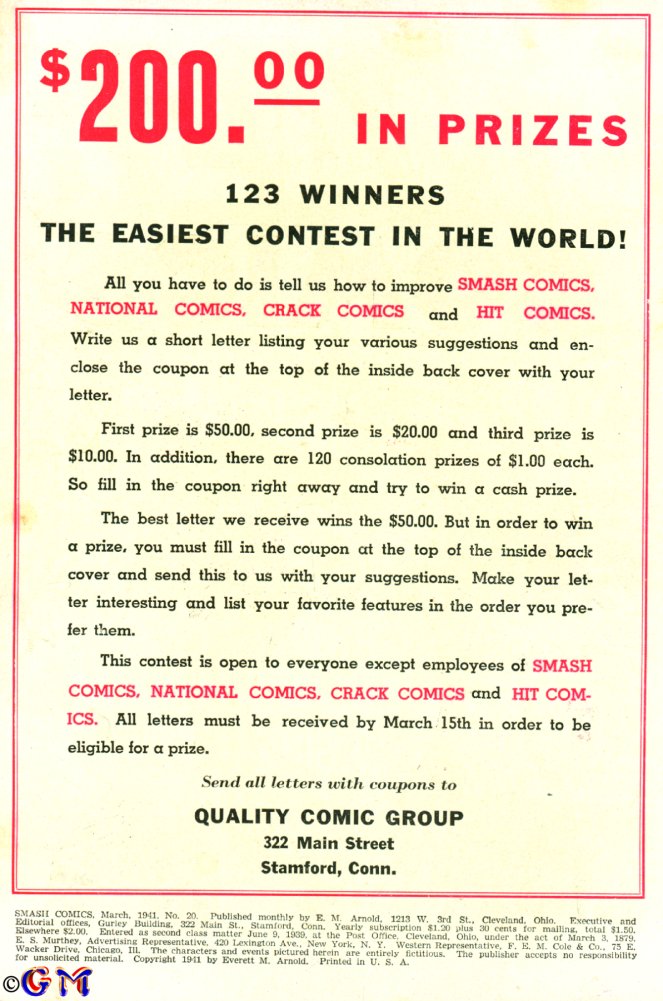 $200.00 IN PRIZES
123 WINNERS
THE EASIEST CONTEST IN THE WORLD!
All you have to do is tell us how to improve SMASH COMICS,
NATIONAL COMICS, CRACK COMICS and HIT COMICS.
Write us a short letter listing your various suggestions and en-
close the coupon at the top of the inside back cover with your
letter.
First prize is $50.00, second prize is $20.00 and third prize is
$10.00. In addition, there are 120 consolation prizes of $1.00 each.
So fill in the coupon right away and try to win a cash prize.
The best letter we receive wins the $50.00. But in order to win
a prize, you must fill in the coupon at the top of the inside back
cover and send this to us with your suggestions. Make your let-
ter interesting and list your favorite features in the order you pre-
fer them.
This contest is open to everyone except employees of SMASH
COMICS, NATIONAL COMICS, CRACK COMICS and HIT COM-
ICS. All letters must be received by March 15th in order to be
eligible for a prize.
Send all letters with coupons to
QUALITY COMIC GROUP
322 Main Street
Stamford, Conn.
SMASH COMICS, March, 1941, No. 20. Published monthly by E. M. Arnold, 1213 W. 3rd St., Cleveland, Ohio. Executive and
Editorial offices, Gurley Building, 322 Main St., Stamford, Conn. Yearly subscription $1.20 plus 30 cents for mailing, total $1.50.
Elsewhere $2.00. Entered as second class matter June 9, 1939, at the Post Office, Cleveland, Ohio, under the act of March 3, 1879.
E. S. Murthey, Advertising Representative, 420 Lexington Ave., New York, N. Y. Western Representative, F. E. M. Cole & Co., 75 E.
Wacker Drive, Chicago, Ill. The characters and events pictured herein are entirely fictitious. The publisher accepts no responsibility
for unsolicited material. Copyright 1941 by Everett M. Arnold. Printed in U. S. A.
©GM